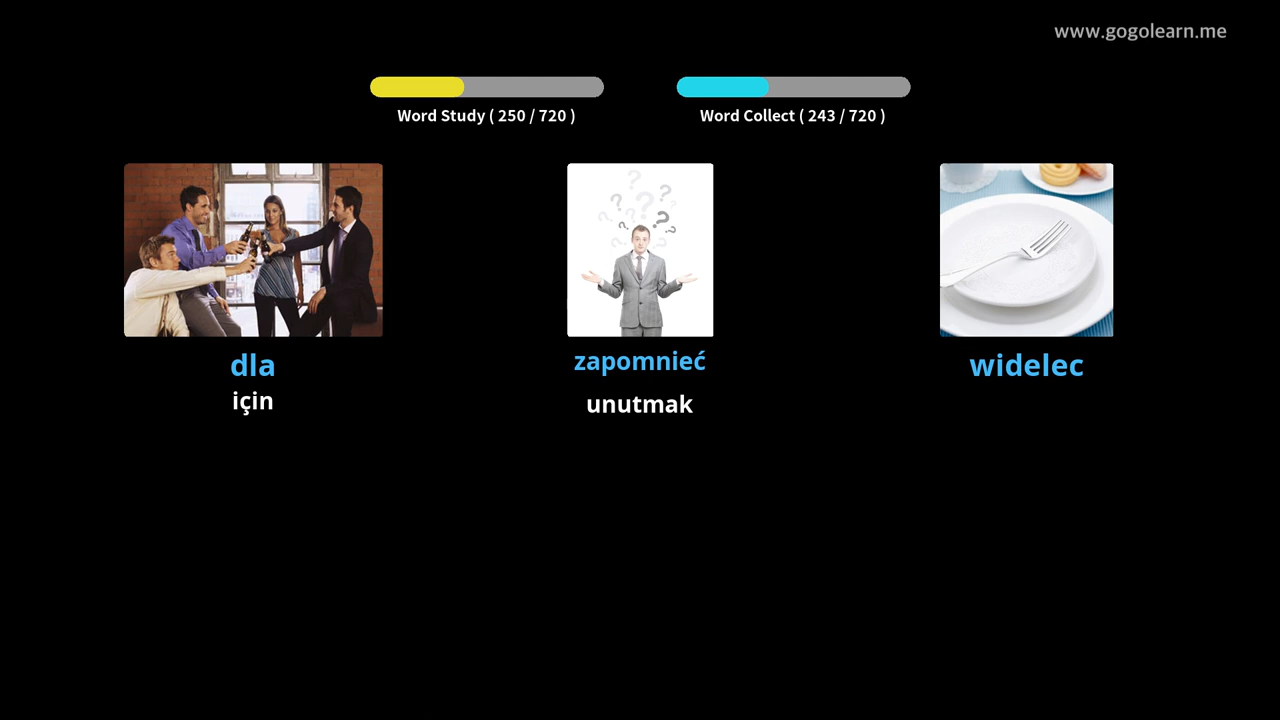 www.gogolearn.me
Word Study ( 250 / 720 )
Word Collect ( 243 / 720 )
dla
için
zapomnieć
unutmak
widelec